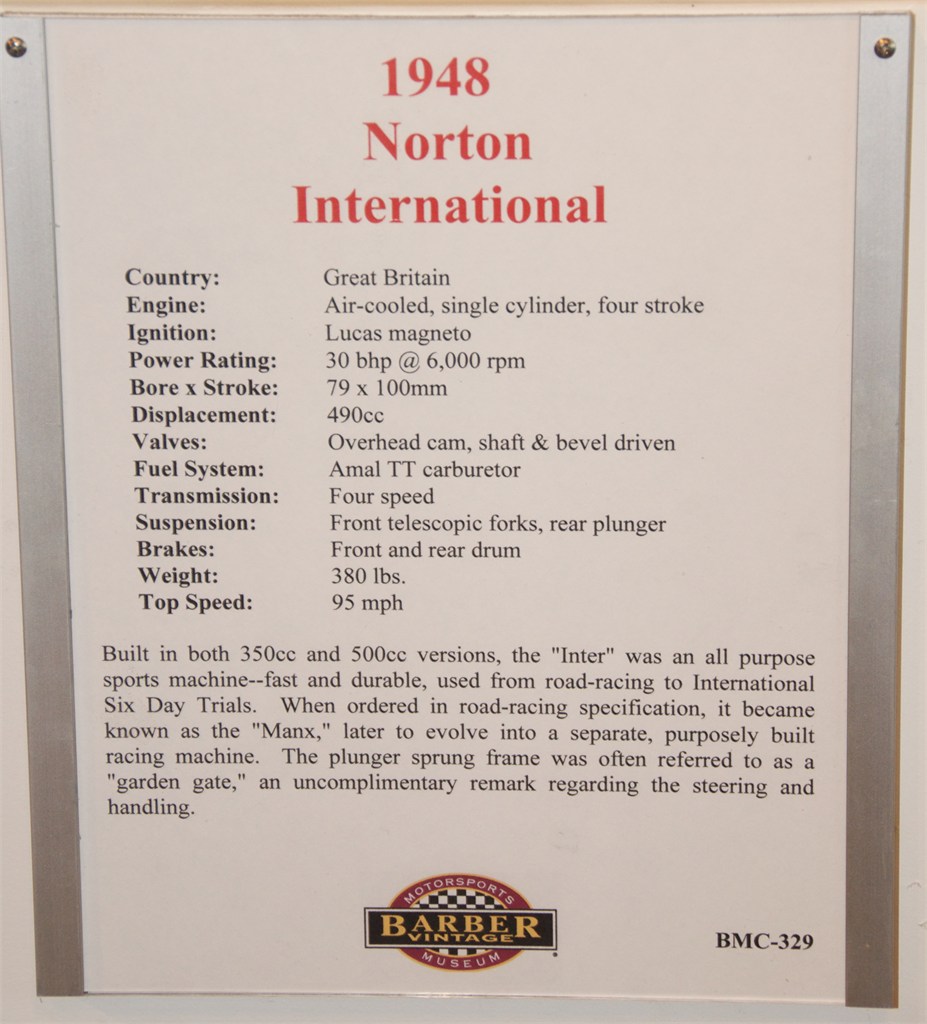 1948
Norton
International
Country: Great Britain
Engine: Air-cooled, single cylinder, four stroke
Ignition: Lucas magneto
Power Rating: 30 bhp @ 6,000 rpm
Bore x Stroke: 79 x 100mm
Displacement: 490cc
Valves: Overhead cam, shaft & bevel driven
Fuel System: Amal TT carburetor
Transmission: Four speed
Suspension: Front telescopic forks, rear plunger
Brakes: Front and rear drum
Weight: 380 lbs.
Top Speed: 95 mph
Built in both 350cc and 500cc versions, the "Inter" was an all purpose
sports machine--fast and durable, used from road-racing to International
Six Day Trials. When ordered in road-racing specification, it became
known as the "Manx," later to evolve into a separate, purposely built
racing machine. The plunger sprung frame was often referred to as a
"garden gate," an uncomplimentary remark regarding the steering and
handling.
MOTORSPORTS
BARBER
VINTAGE
MUSEUM
BMC-329